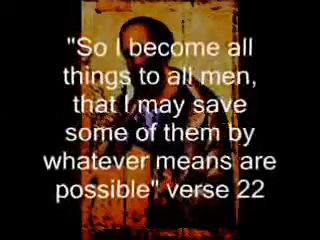 "So I become all
things to all men,
that I may save
some of them by
whatever means are
possible" verse 22